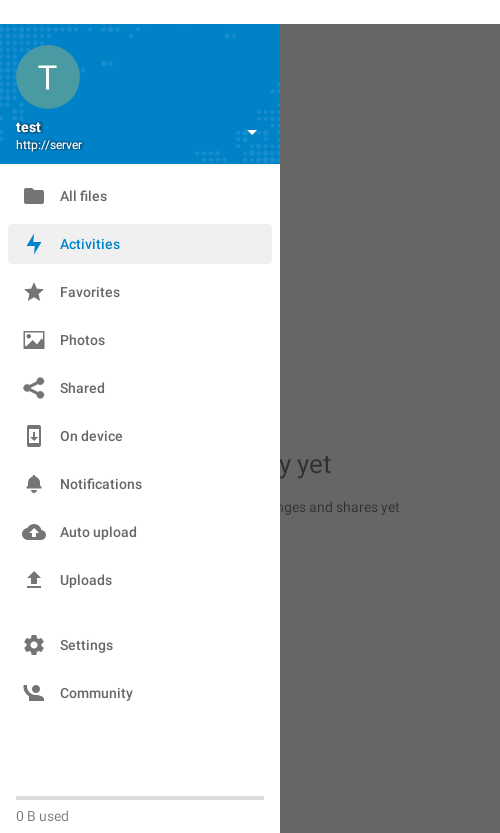 T
test
http://server
All files
Activities
Favorites
Photos
Shared
On device
Notifications
Auto upload
Uploads
Settings
Community
0 B used
y yet
nges and shares yet